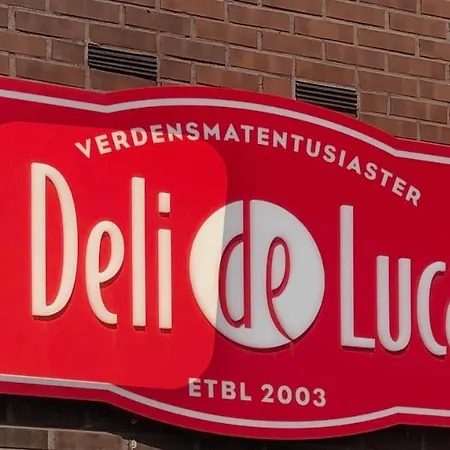 VERDENSMATENTUSIASTER
Deli de Luc
ETBL 2003